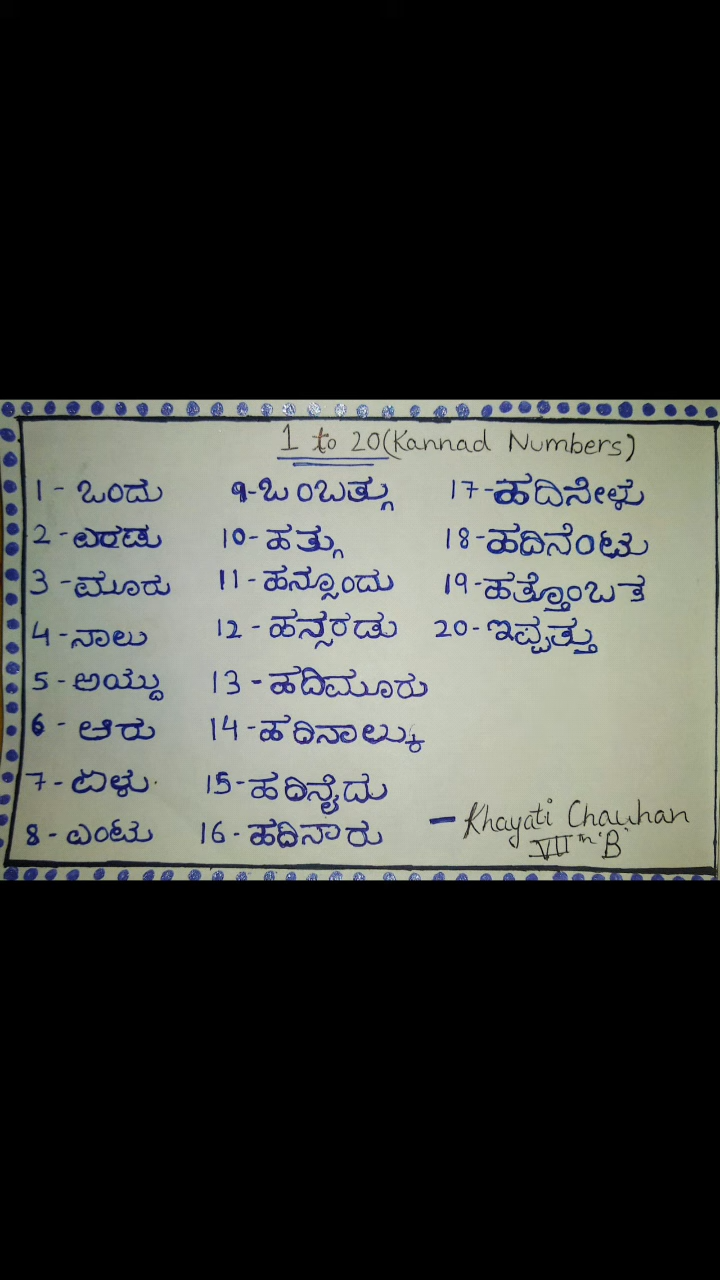 1 to 20(Kannad Numbers)
1 - ಒಂದು
2 - ಎರಡು
3 - ಮೂರು
4 - ನಾಲು
5 - ಅಯ್ದು
6 - ಆರು
7 - ಏಳು
8 - ಎಂಟು
9 - ಒಂಬತ್ತು
10 - ಹತ್ತು
11 - ಹನ್ನೊಂದು
12 - ಹನ್ನರಡು
13 - ಹದಿಮೂರು
14 - ಹದಿನಾಲ್ಕು
15 - ಹದಿನೈದು
16 - ಹದಿನಾರು
17 - ಹದಿನೇಳು
18 - ಹದಿನೆಂಟು
19 - ಹತ್ತೊಂಬತ
20 - ಇಪ್ಪತ್ತು
- Khayati Chauhan
VII th 'B'